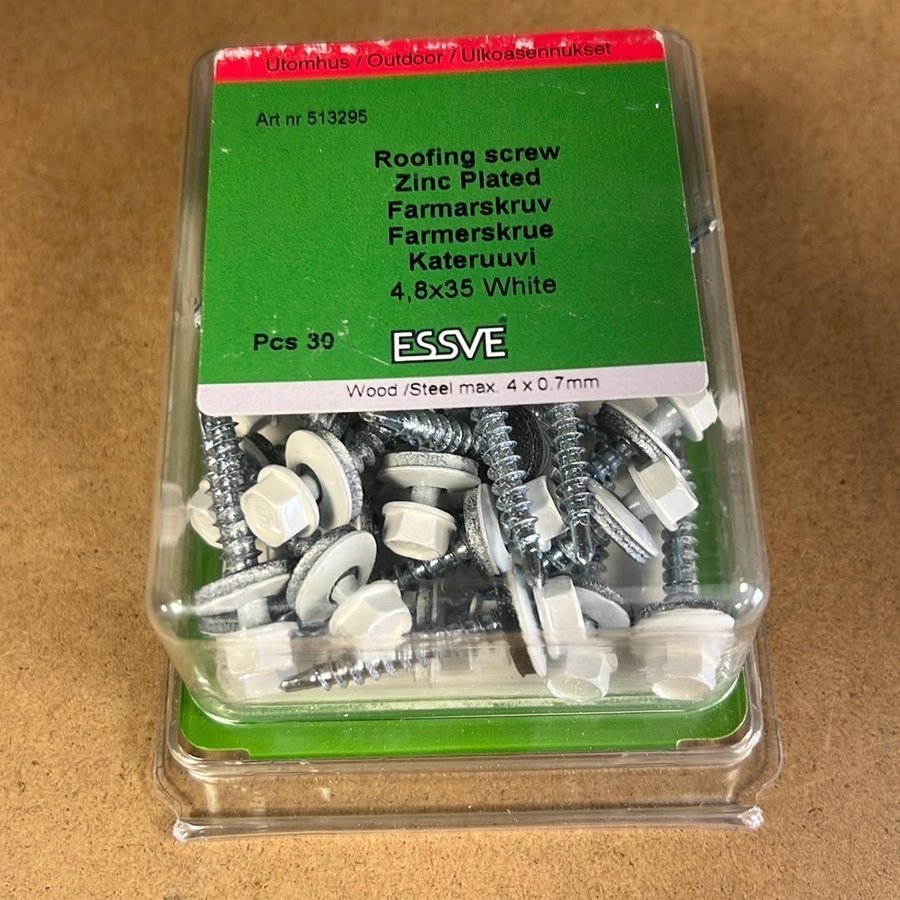 Utomhus / Outdoor / Ulkoasennukset
Art nr 513295
Roofing screw
Zinc Plated
Farmarskruv
Farmerskrue
Kateruuvi
4,8x35 White
Pcs 30
ESSVE®
Wood /Steel max. 4 x 0.7mm